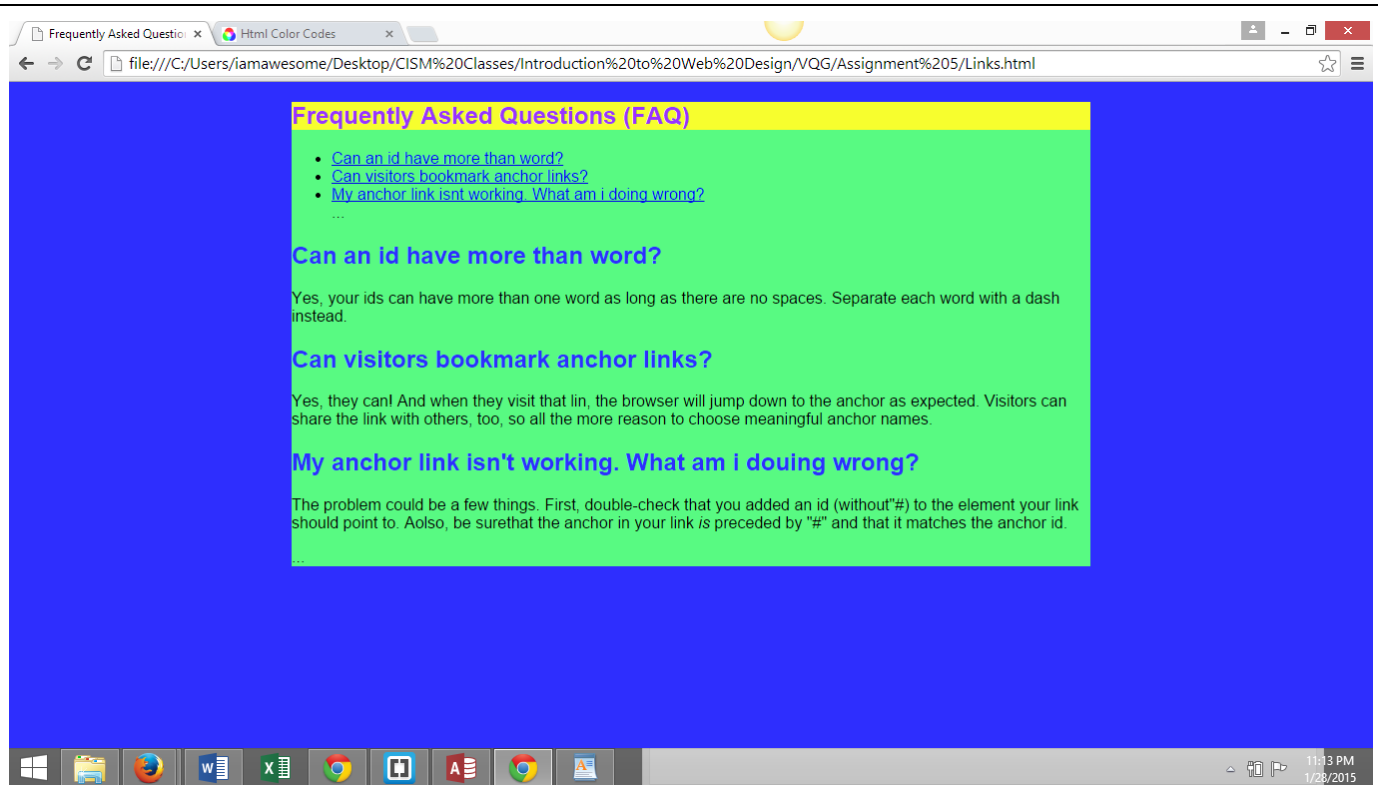 Frequently Asked Questio
Html Color Codes
file:///C:/Users/iamawesome/Desktop/CISM%20Classes/Introduction%20to%20Web%20Design/VQG/Assignment%205/Links.html
Frequently Asked Questions (FAQ)
Can an id have more than word?
Can visitors bookmark anchor links?
My anchor link isnt working. What am i doing wrong?
...
Can an id have more than word?
Yes, your ids can have more than one word as long as there are no spaces. Separate each word with a dash
instead.
Can visitors bookmark anchor links?
Yes, they can! And when they visit that lin, the browser will jump down to the anchor as expected. Visitors can
share the link with others, too, so all the more reason to choose meaningful anchor names.
My anchor link isn't working. What am i douing wrong?
The problem could be a few things. First, double-check that you added an id (without"#) to the element your link
should point to. Aolso, be surethat the anchor in your link is preceded by "#" and that it matches the anchor id.
...
11:13 PM
1/28/2015